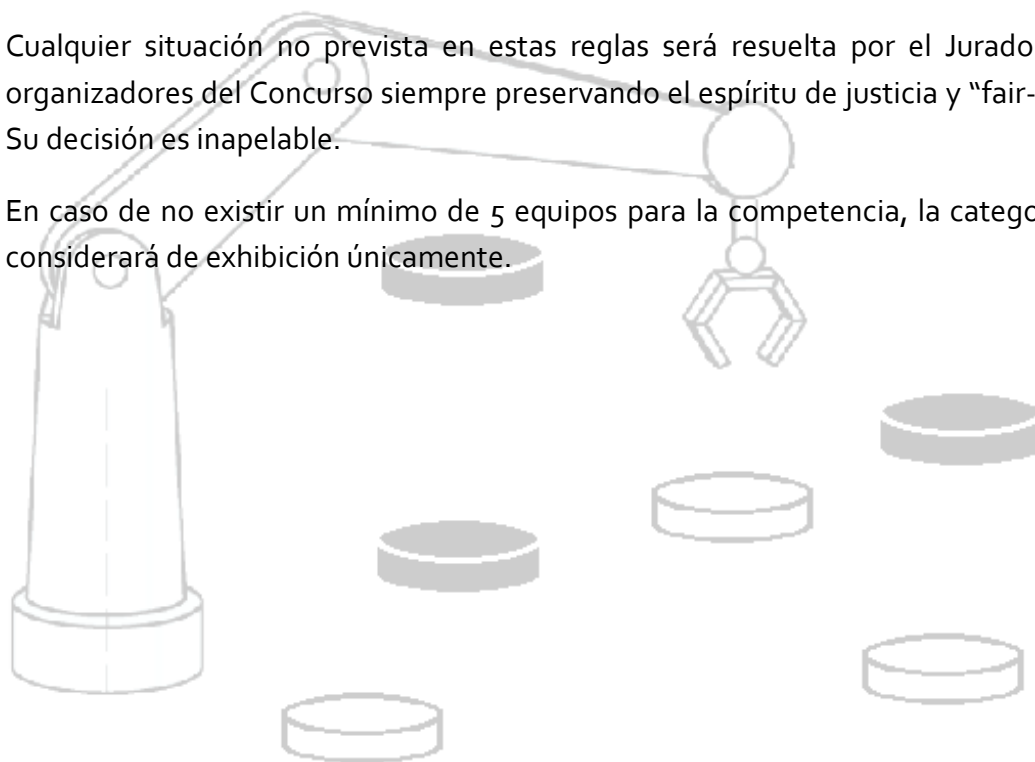 Cualquier situación no prevista en estas reglas será resuelta por el Jurado
organizadores del Concurso siempre preservando el espíritu de justicia y “fair-
Su decisión es inapelable.
En caso de no existir un mínimo de 5 equipos para la competencia, la catego
considerará de exhibición únicamente.